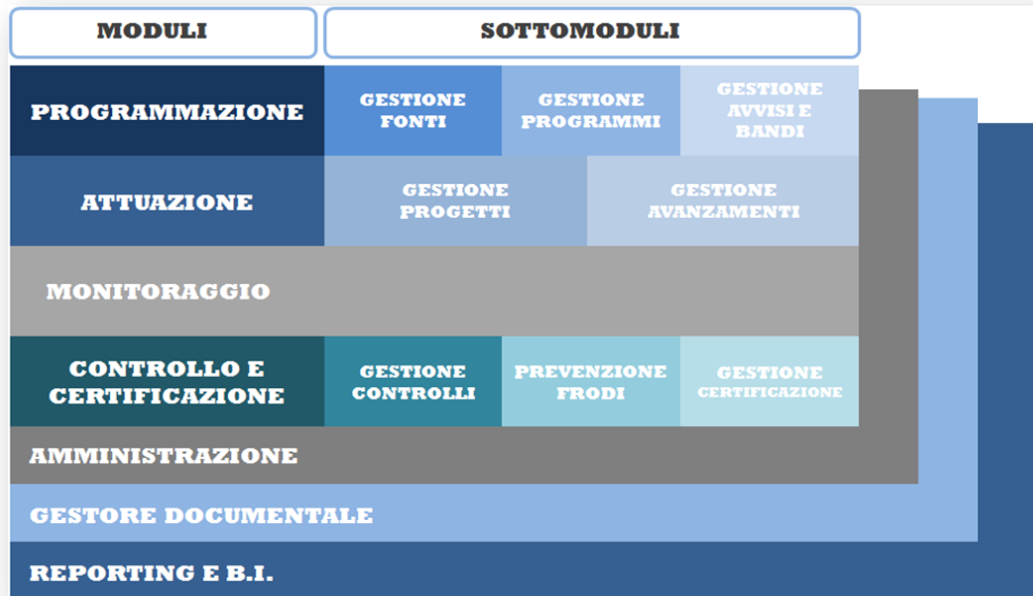 MODULI
SOTTOMODULI
PROGRAMMAZIONE
GESTIONE
FONTI
GESTIONE
PROGRAMMI
GESTIONE
AVVISI E
BANDI
ATTUAZIONE
GESTIONE
PROGETTI
GESTIONE
AVANZAMENTI
MONITORAGGIO
CONTROLLO E
CERTIFICAZIONE
GESTIONE
CONTROLLI
PREVENZIONE
FRODI
GESTIONE
CERTIFICAZIONE
AMMINISTRAZIONE
GESTORE DOCUMENTALE
REPORTING E B.I.